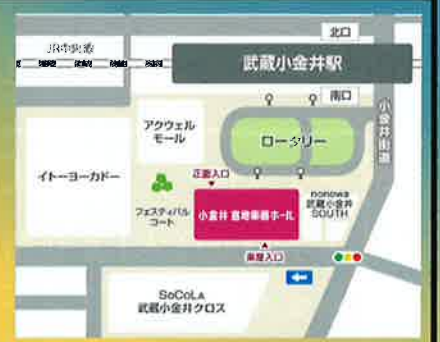 北口
JR中央線
武蔵小金井駅
南口
小金井街道
アクウェル
モール
ロータリー
イトーヨーカドー
正面入口
フェスティバル
コート
小金井 宮地楽器ホール
nonowa
武蔵小金井
SOUTH
楽屋入口
SoCoLA
武蔵小金井クロス